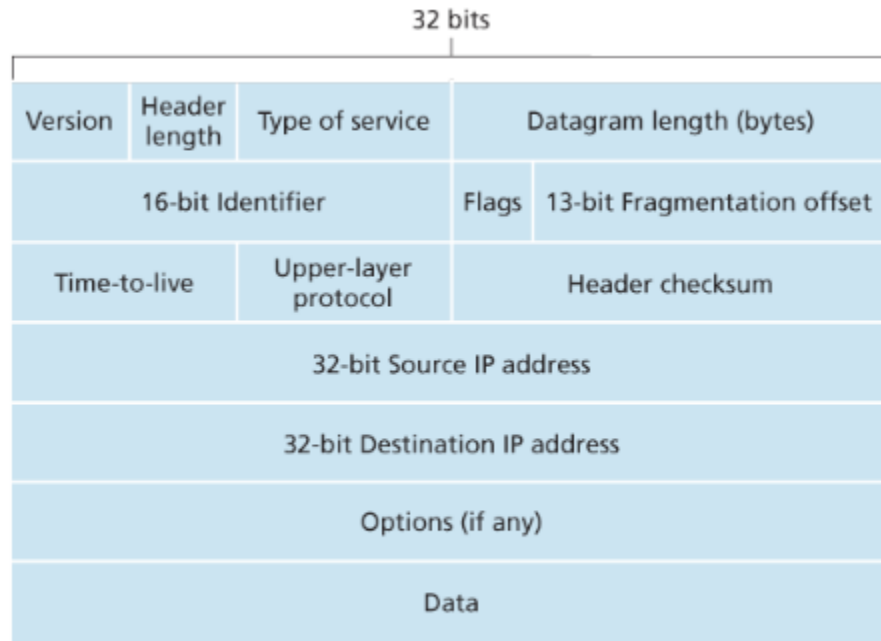 32 bits
Version
Header
length
Type of service
Datagram length (bytes)
16-bit Identifier
Flags
13-bit Fragmentation offset
Time-to-live
Upper-layer
protocol
Header checksum
32-bit Source IP address
32-bit Destination IP address
Options (if any)
Data